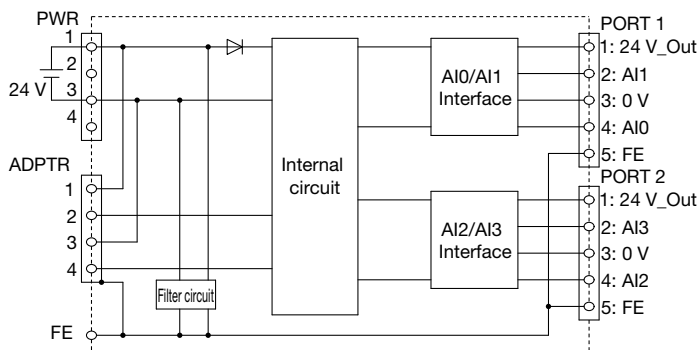 PWR
1
2
24 V
3
4
ADPTR
1
2
3
4
FE
Filter circuit
Internal
circuit
AI0/AI1
Interface
AI2/AI3
Interface
PORT 1
1: 24 V_Out
2: AI1
3: 0 V
4: AI0
5: FE
PORT 2
1: 24 V_Out
2: AI3
3: 0 V
4: AI2
5: FE